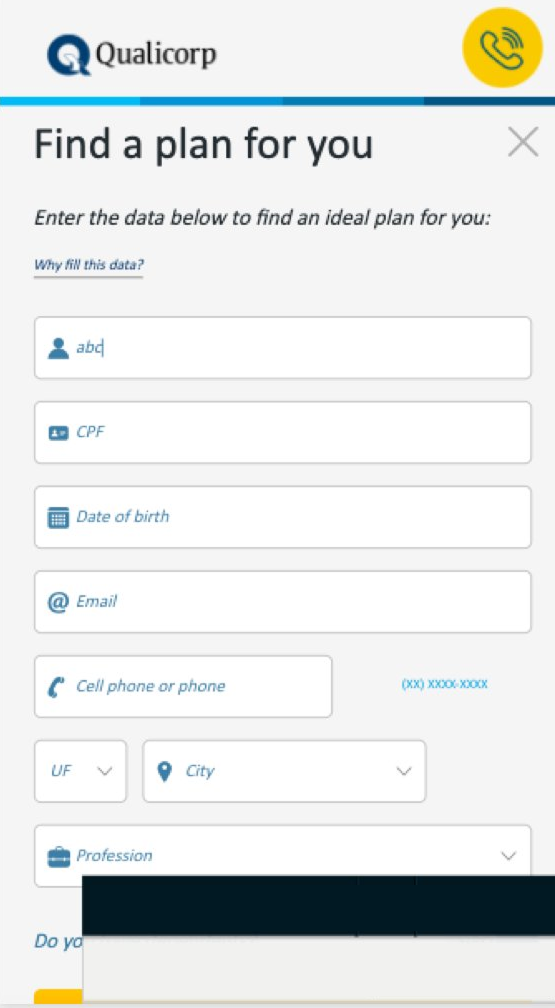 Qualicorp
Find a plan for you
Enter the data below to find an ideal plan for you:
Why fill this data?
abc
CPF
Date of birth
@ Email
Cell phone or phone
(xx) xxxx-xxxx
UF
City
Profession
Do yo